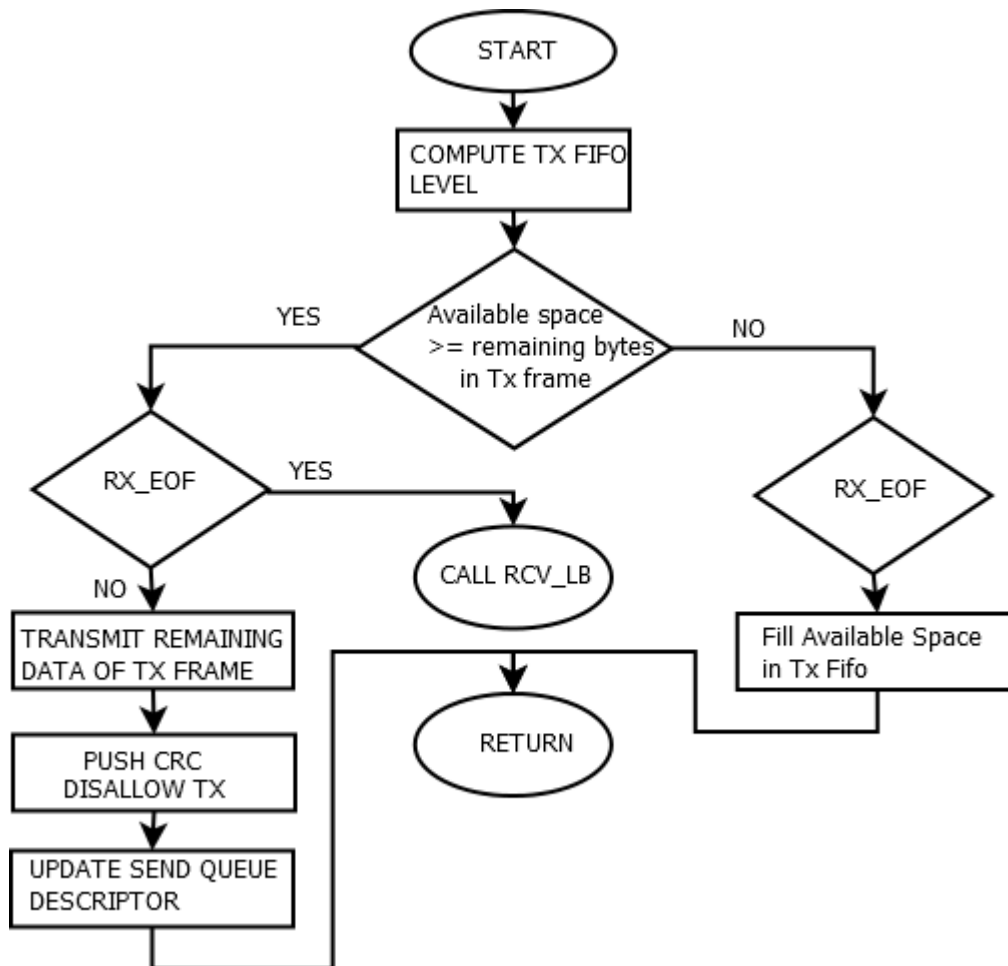 START
COMPUTE TX FIFO
LEVEL
Available space
>= remaining bytes
in Tx frame
YES
NO
RX_EOF
YES
RX_EOF
CALL RCV_LB
NO
TRANSMIT REMAINING
DATA OF TX FRAME
Fill Available Space
in Tx Fifo
PUSH CRC
DISALLOW TX
RETURN
UPDATE SEND QUEUE
DESCRIPTOR